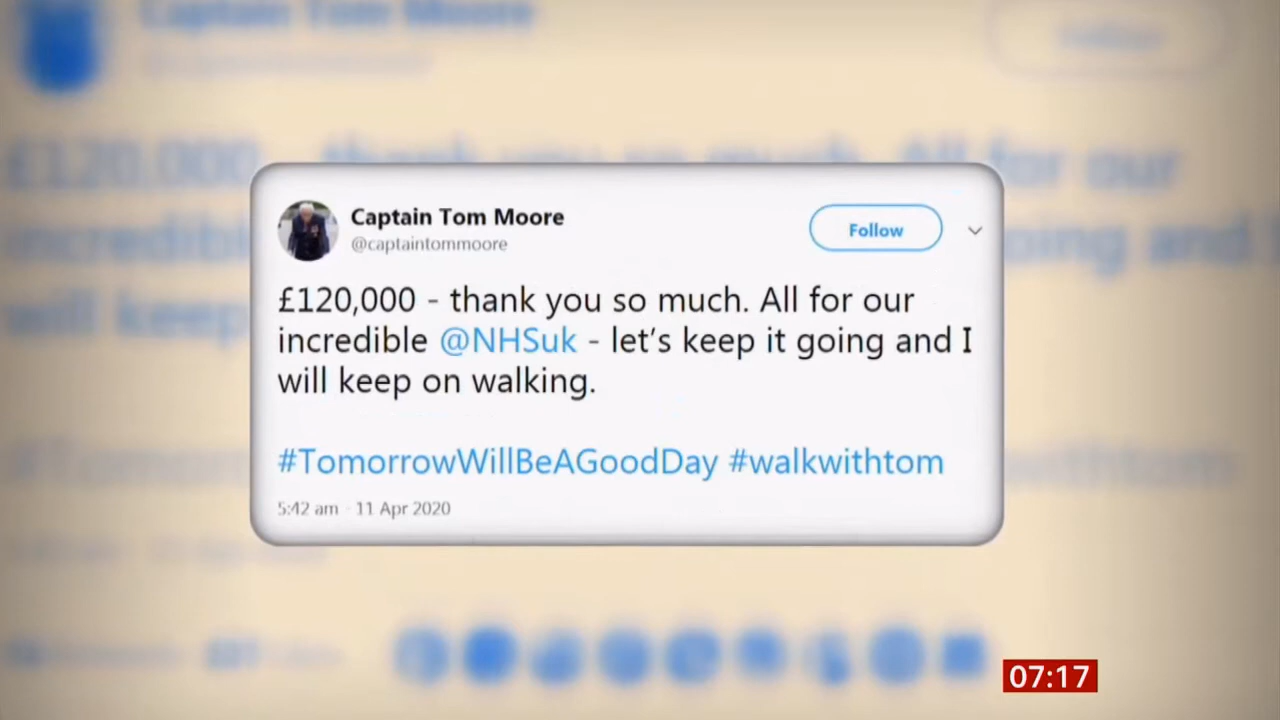 Captain Tom Moore
@captaintommoore
Follow
£120,000 - thank you so much. All for our
incredible @NHSuk - let's keep it going and I
will keep on walking.
#TomorrowWillBeAGoodDay #walkwithtom
5:42 am · 11 Apr 2020
07:17